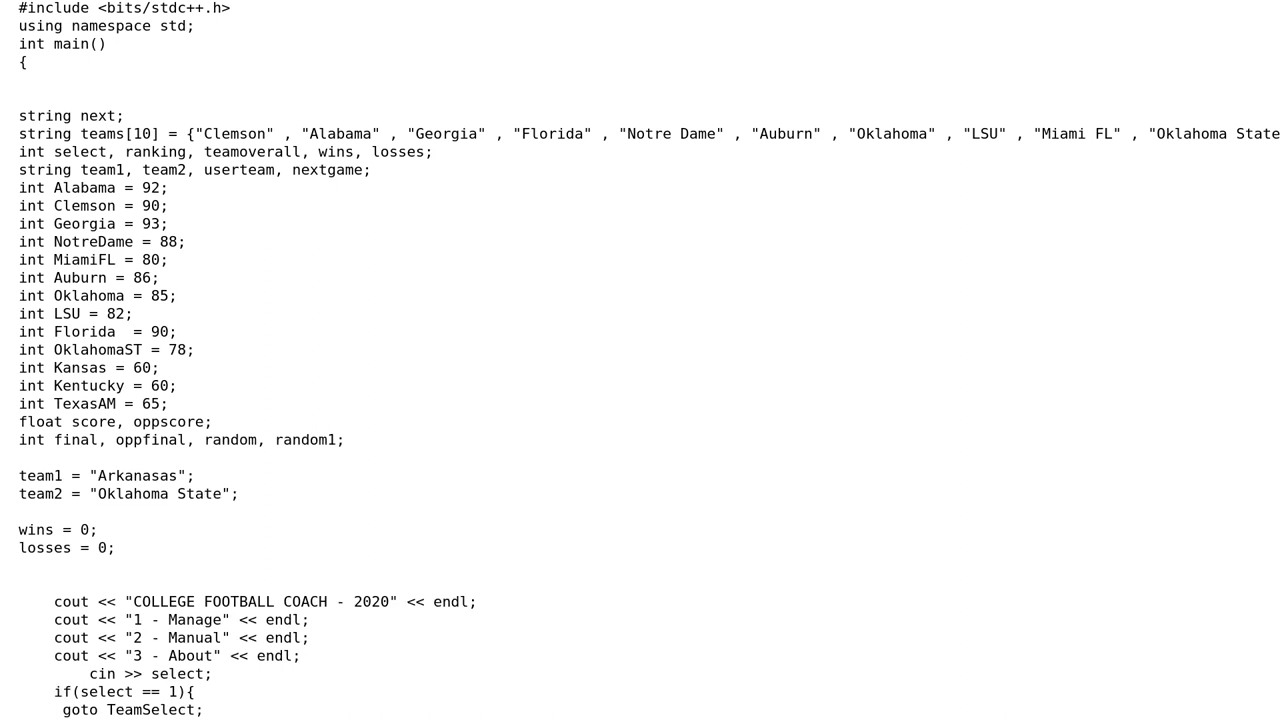 #include <bits/stdc++.h>
using namespace std;
int main()
{
string next;
string teams[10] = {"Clemson" , "Alabama" , "Georgia" , "Florida" , "Notre Dame" , "Auburn" , "Oklahoma" , "LSU" , "Miami FL" , "Oklahoma State
int select, ranking, teamoverall, wins, losses;
string team1, team2, userteam, nextgame;
int Alabama = 92;
int Clemson = 90;
int Georgia = 93;
int NotreDame = 88;
int MiamiFL = 80;
int Auburn = 86;
int Oklahoma = 85;
int LSU = 82;
int Florida  = 90;
int OklahomaST = 78;
int Kansas = 60;
int Kentucky = 60;
int TexasAM = 65;
float score, oppscore;
int final, oppfinal, random, random1;
team1 = "Arkanasas";
team2 = "Oklahoma State";
wins = 0;
losses = 0;
cout << "COLLEGE FOOTBALL COACH - 2020" << endl;
cout << "1 - Manage" << endl;
cout << "2 - Manual" << endl;
cout << "3 - About" << endl;
cin >> select;
if(select == 1){
goto TeamSelect;